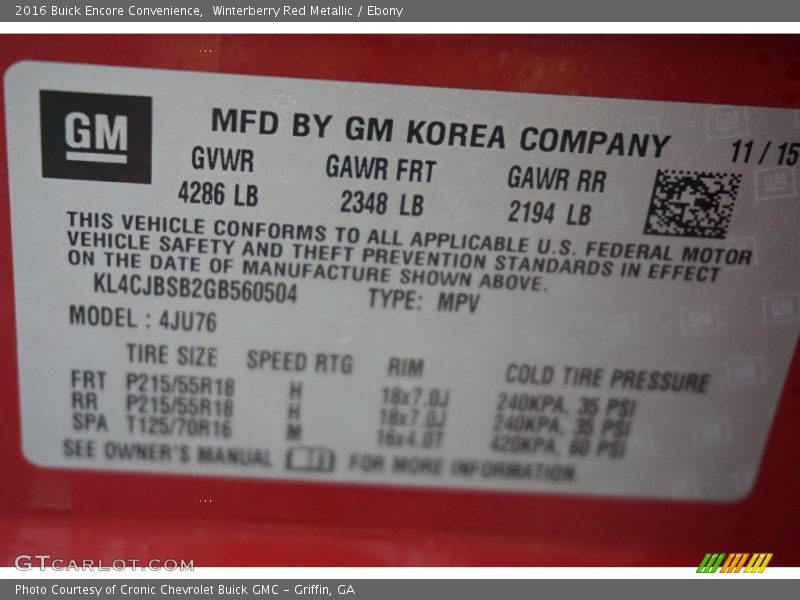 2016 Buick Encore Convenience,  Winterberry Red Metallic / Ebony
GM
MFD BY GM KOREA COMPANY
11 / 15
GVWR GAWR FRT GAWR RR
4286 LB 2348 LB 2194 LB
THIS VEHICLE CONFORMS TO ALL APPLICABLE U.S. FEDERAL MOTOR
VEHICLE SAFETY AND THEFT PREVENTION STANDARDS IN EFFECT
ON THE DATE OF MANUFACTURE SHOWN ABOVE.
KL4CJBSB2GB560504 TYPE: MPV
MODEL : 4JU76
TIRE SIZE SPEED RTG RIM COLD TIRE PRESSURE
FRT P215/55R18 H 18x7.0J 240KPA, 35 PSI
RR P215/55R18 H 18x7.0J 240KPA, 35 PSI
SPA T125/70R16 M 16x4.0T 420KPA, 60 PSI
SEE OWNER'S MANUAL FOR MORE INFORMATION.
GTCARLOT.COM
Photo Courtesy of Cronic Chevrolet Buick GMC - Griffin, GA